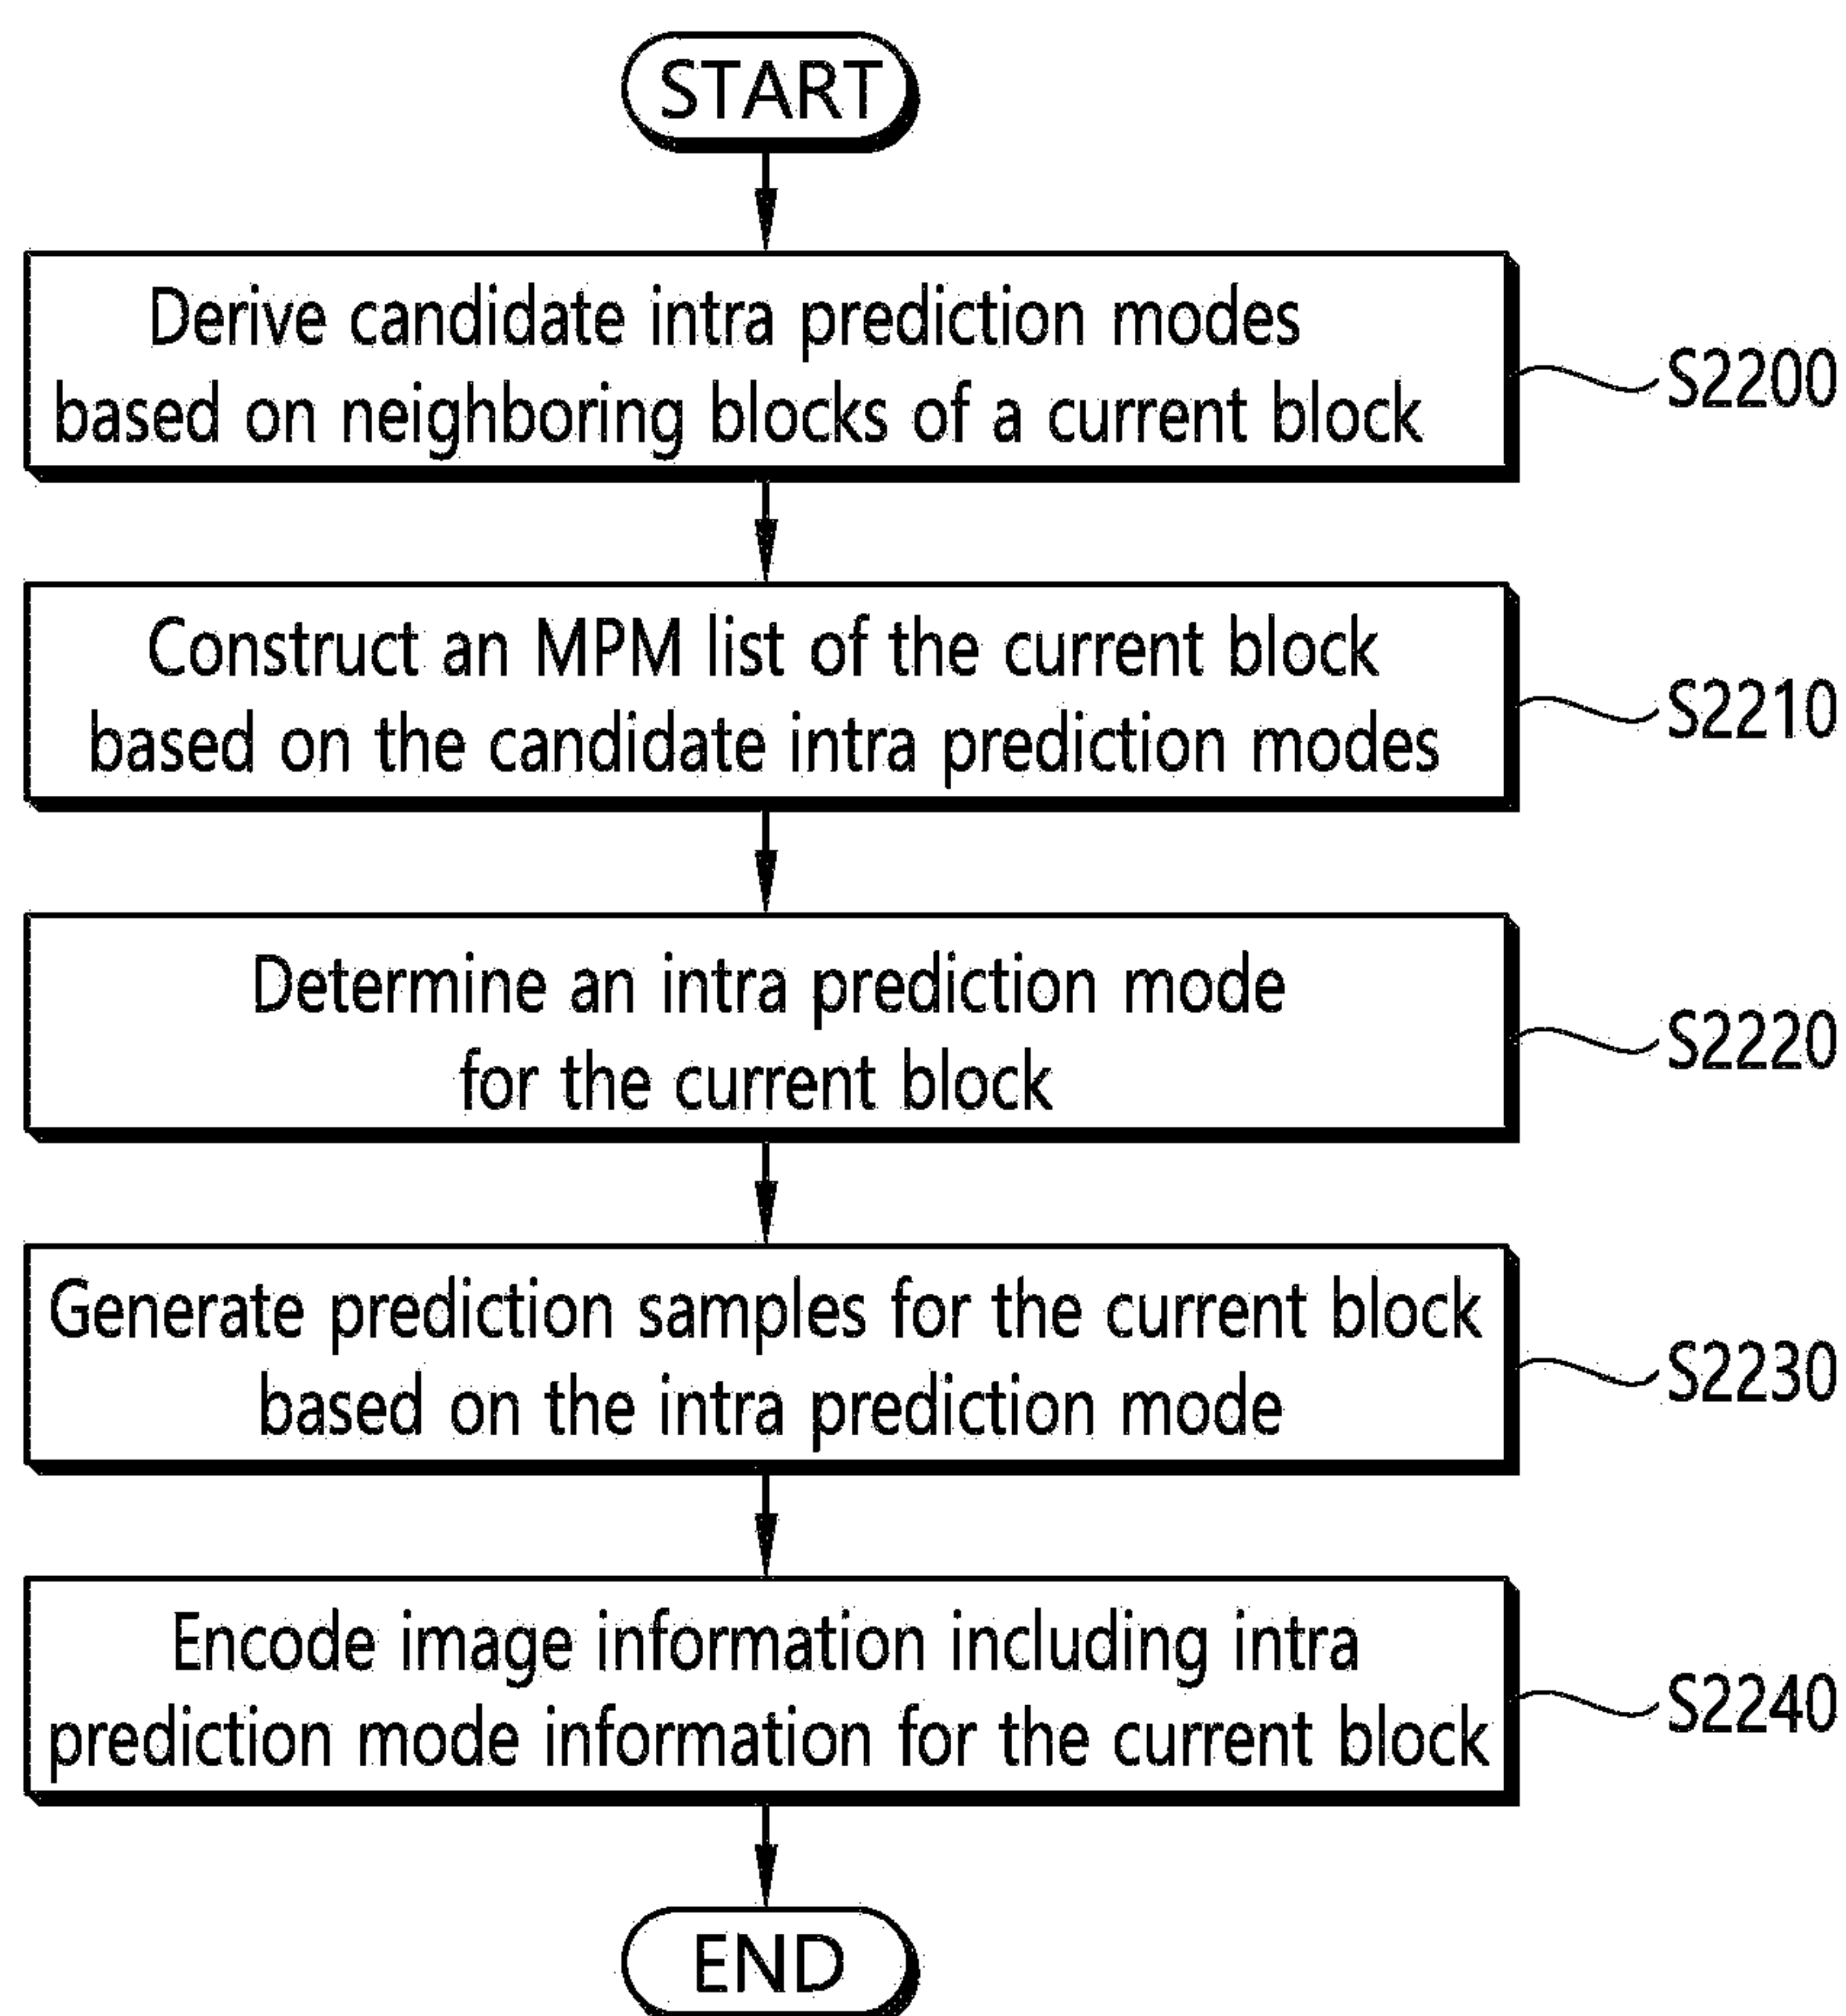 START
Derive candidate intra prediction modes
based on neighboring blocks of a current block
S2200
Construct an MPM list of the current block
based on the candidate intra prediction modes
S2210
Determine an intra prediction mode
for the current block
S2220
Generate prediction samples for the current block
based on the intra prediction mode
S2230
Encode image information including intra
prediction mode information for the current block
S2240
END